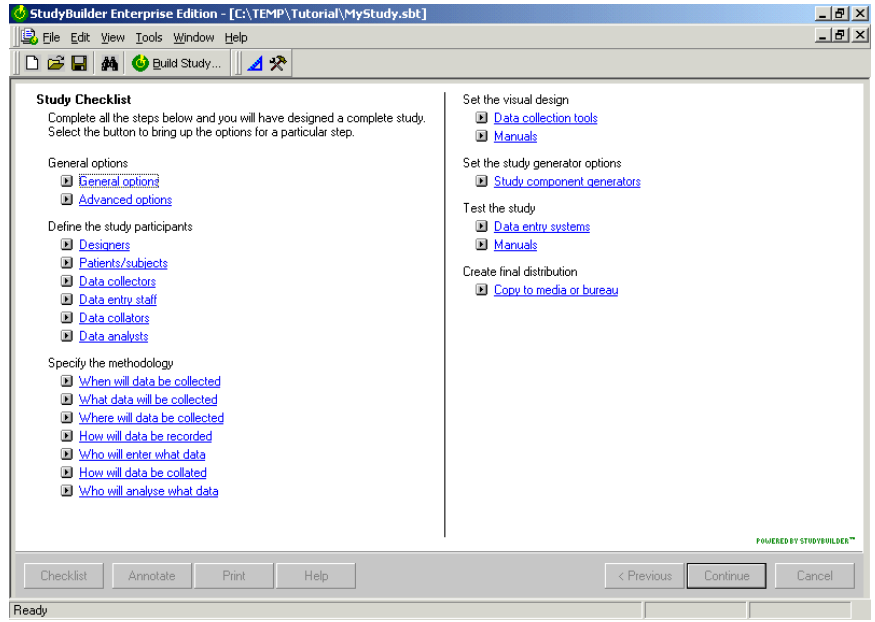 StudyBuilder Enterprise Edition - [C:\TEMP\Tutorial\MyStudy.sbt]
File Edit View Tools Window Help
Build Study...
Study Checklist
Complete all the steps below and you will have designed a complete study.
Select the button to bring up the options for a particular step.
General options
General options
Advanced options
Define the study participants
Designers
Patients/subjects
Data collectors
Data entry staff
Data collators
Data analysts
Specify the methodology
When will data be collected
What data will be collected
Where will data be collected
How will data be recorded
Who will enter what data
How will data be collated
Who will analyse what data
Set the visual design
Data collection tools
Manuals
Set the study generator options
Study component generators
Test the study
Data entry systems
Manuals
Create final distribution
Copy to media or bureau
POWERED BY STUDYBUILDER™
Checklist Annotate Print Help < Previous Continue Cancel
Ready